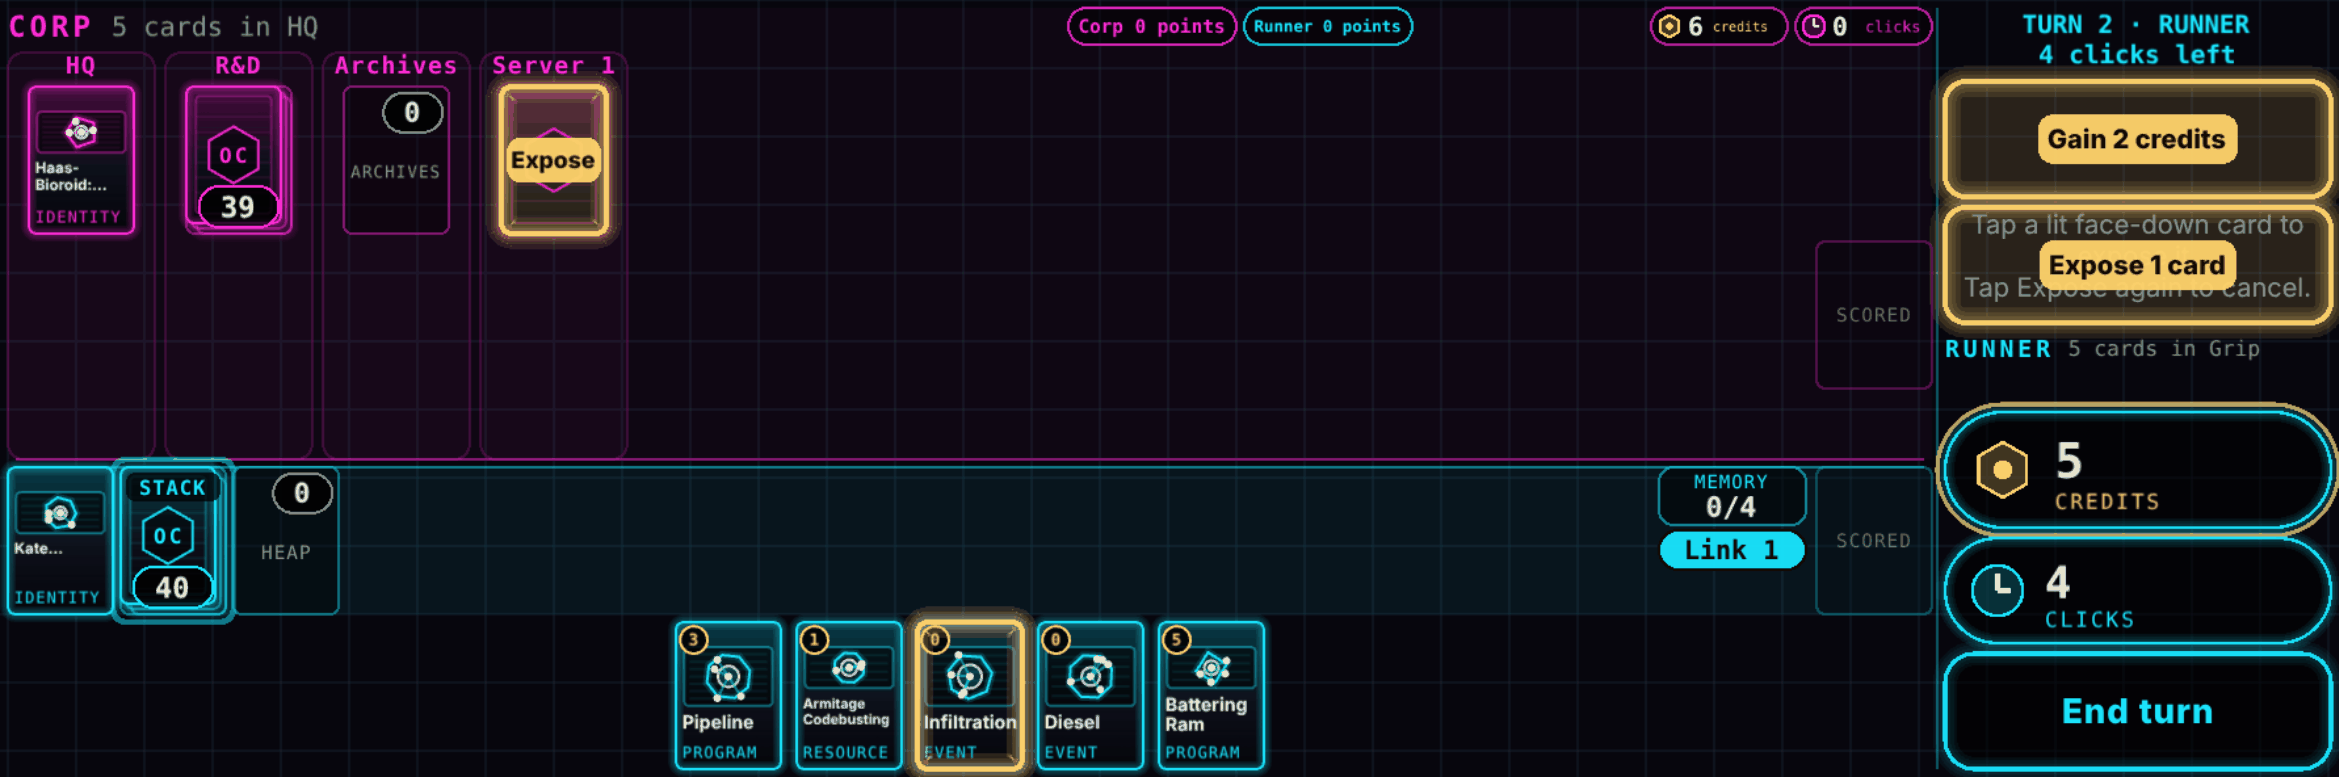 CORP 5 cards in HQ
Corp 0 points
Runner 0 points
6 credits
0 clicks
TURN 2 · RUNNER
4 clicks left
HQ
R&D
Archives
Server 1
Haas-
Bioroid:...
IDENTITY
OC
39
0
ARCHIVES
Expose
SCORED
Gain 2 credits
Tap a lit face-down card to
Expose 1 card
Tap Expose again to cancel.
RUNNER 5 cards in Grip
5
CREDITS
4
CLICKS
End turn
Kate...
IDENTITY
STACK
OC
40
0
HEAP
MEMORY
0/4
Link 1
SCORED
3
Pipeline
PROGRAM
1
Armitage
Codebusting
RESOURCE
0
Infiltration
EVENT
0
Diesel
EVENT
5
Battering
Ram
PROGRAM